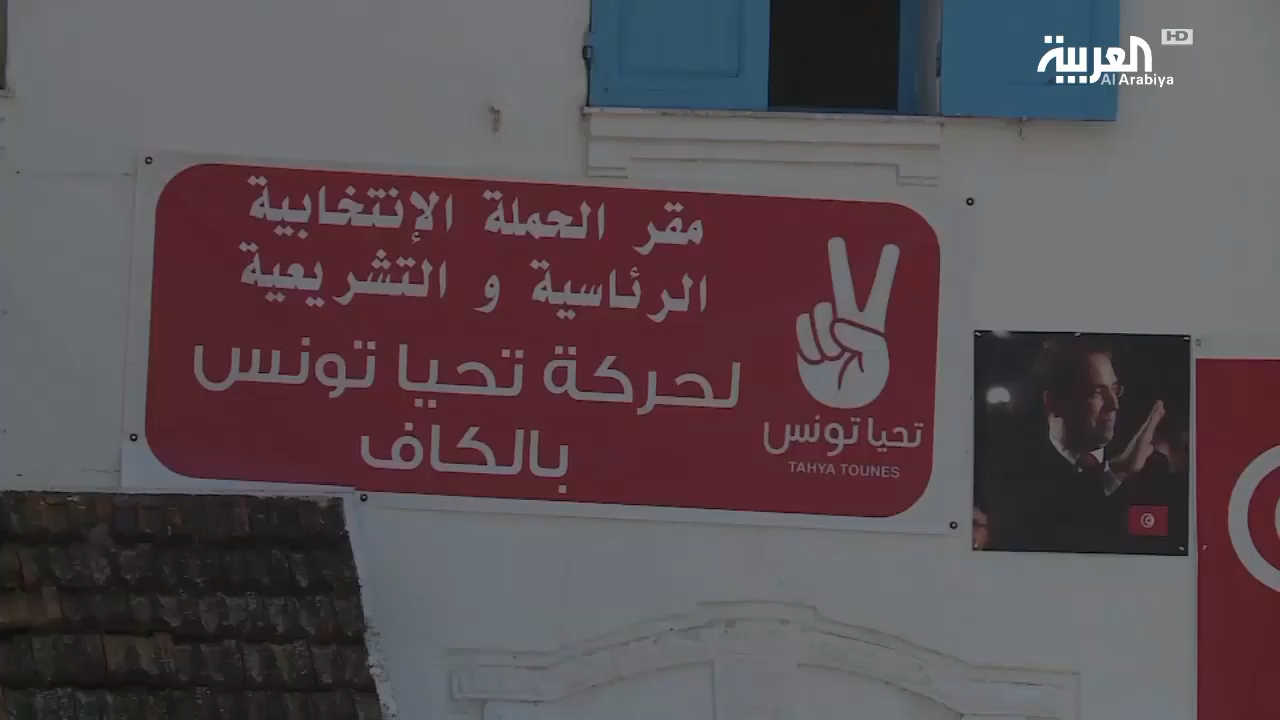 العربية HD
Al Arabiya
مقر الحملة الإنتخابية
الرئاسية و التشريعية
لحركة تحيا تونس
بالكاف
تحيا تونس
TAHYA TOUNES